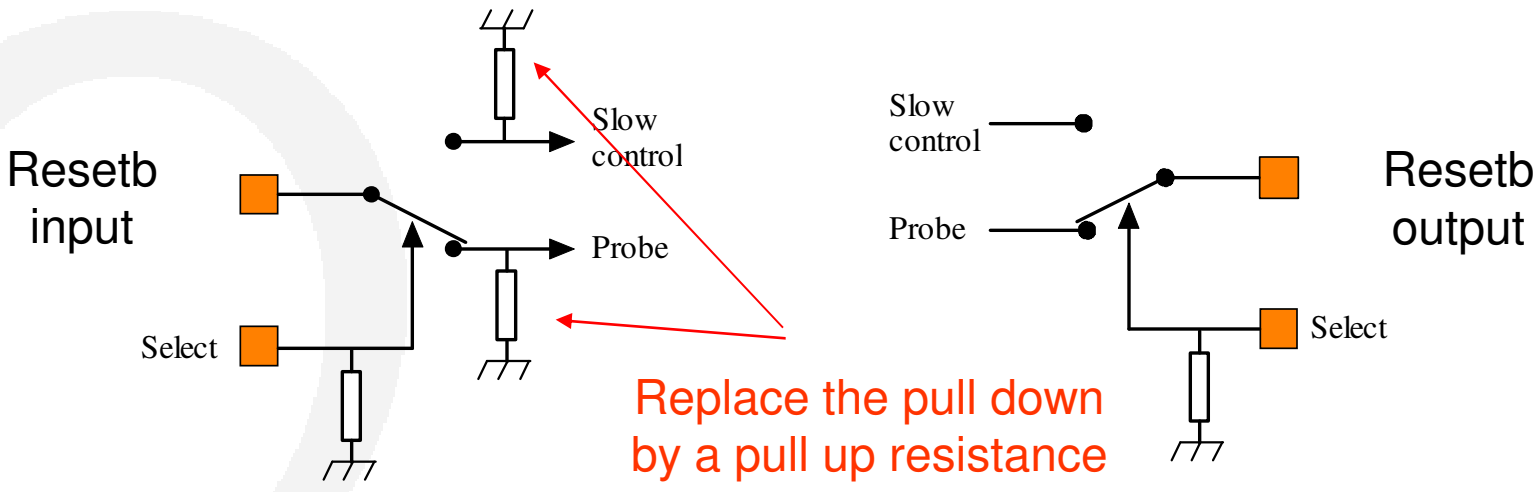 Resetb
input
Select
Slow
control
Probe
Replace the pull down
by a pull up resistance
Slow
control
Probe
Resetb
output
Select